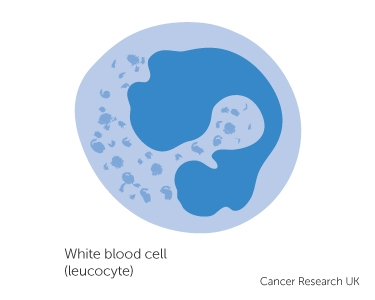 White blood cell
(leucocyte)
Cancer Research UK